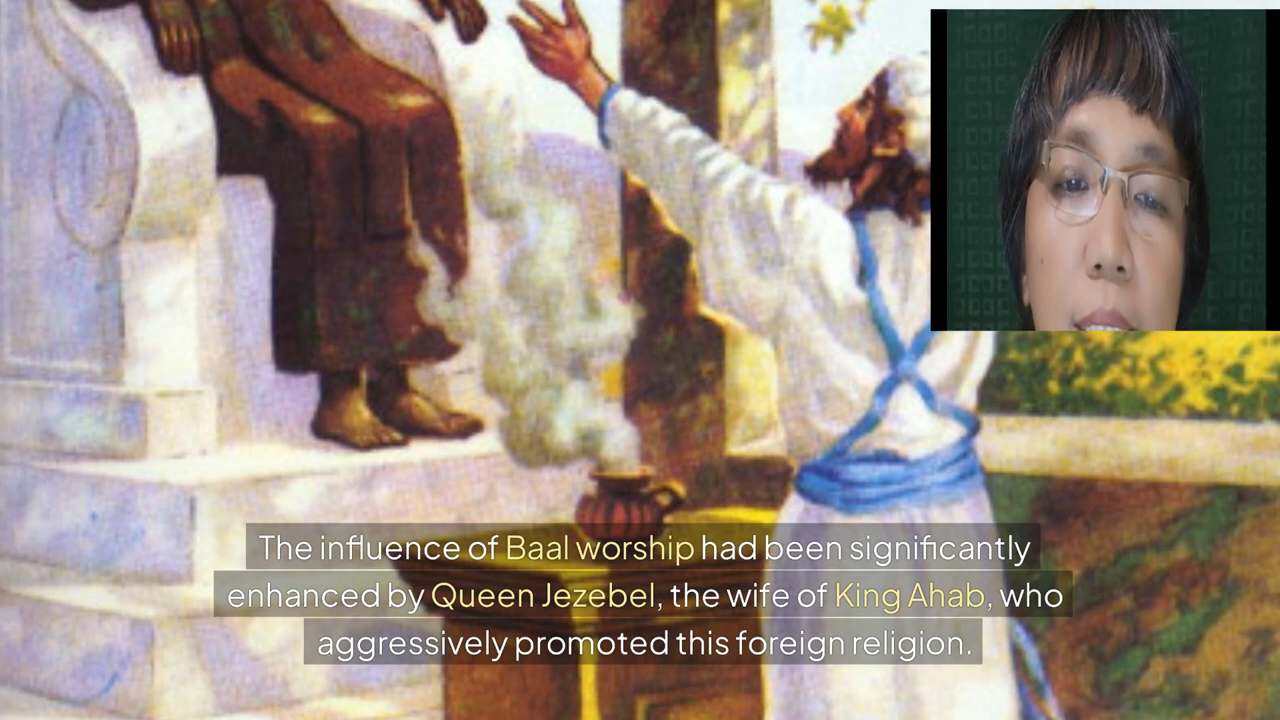 The influence of Baal worship had been significantly
enhanced by Queen Jezebel, the wife of King Ahab, who
aggressively promoted this foreign religion.